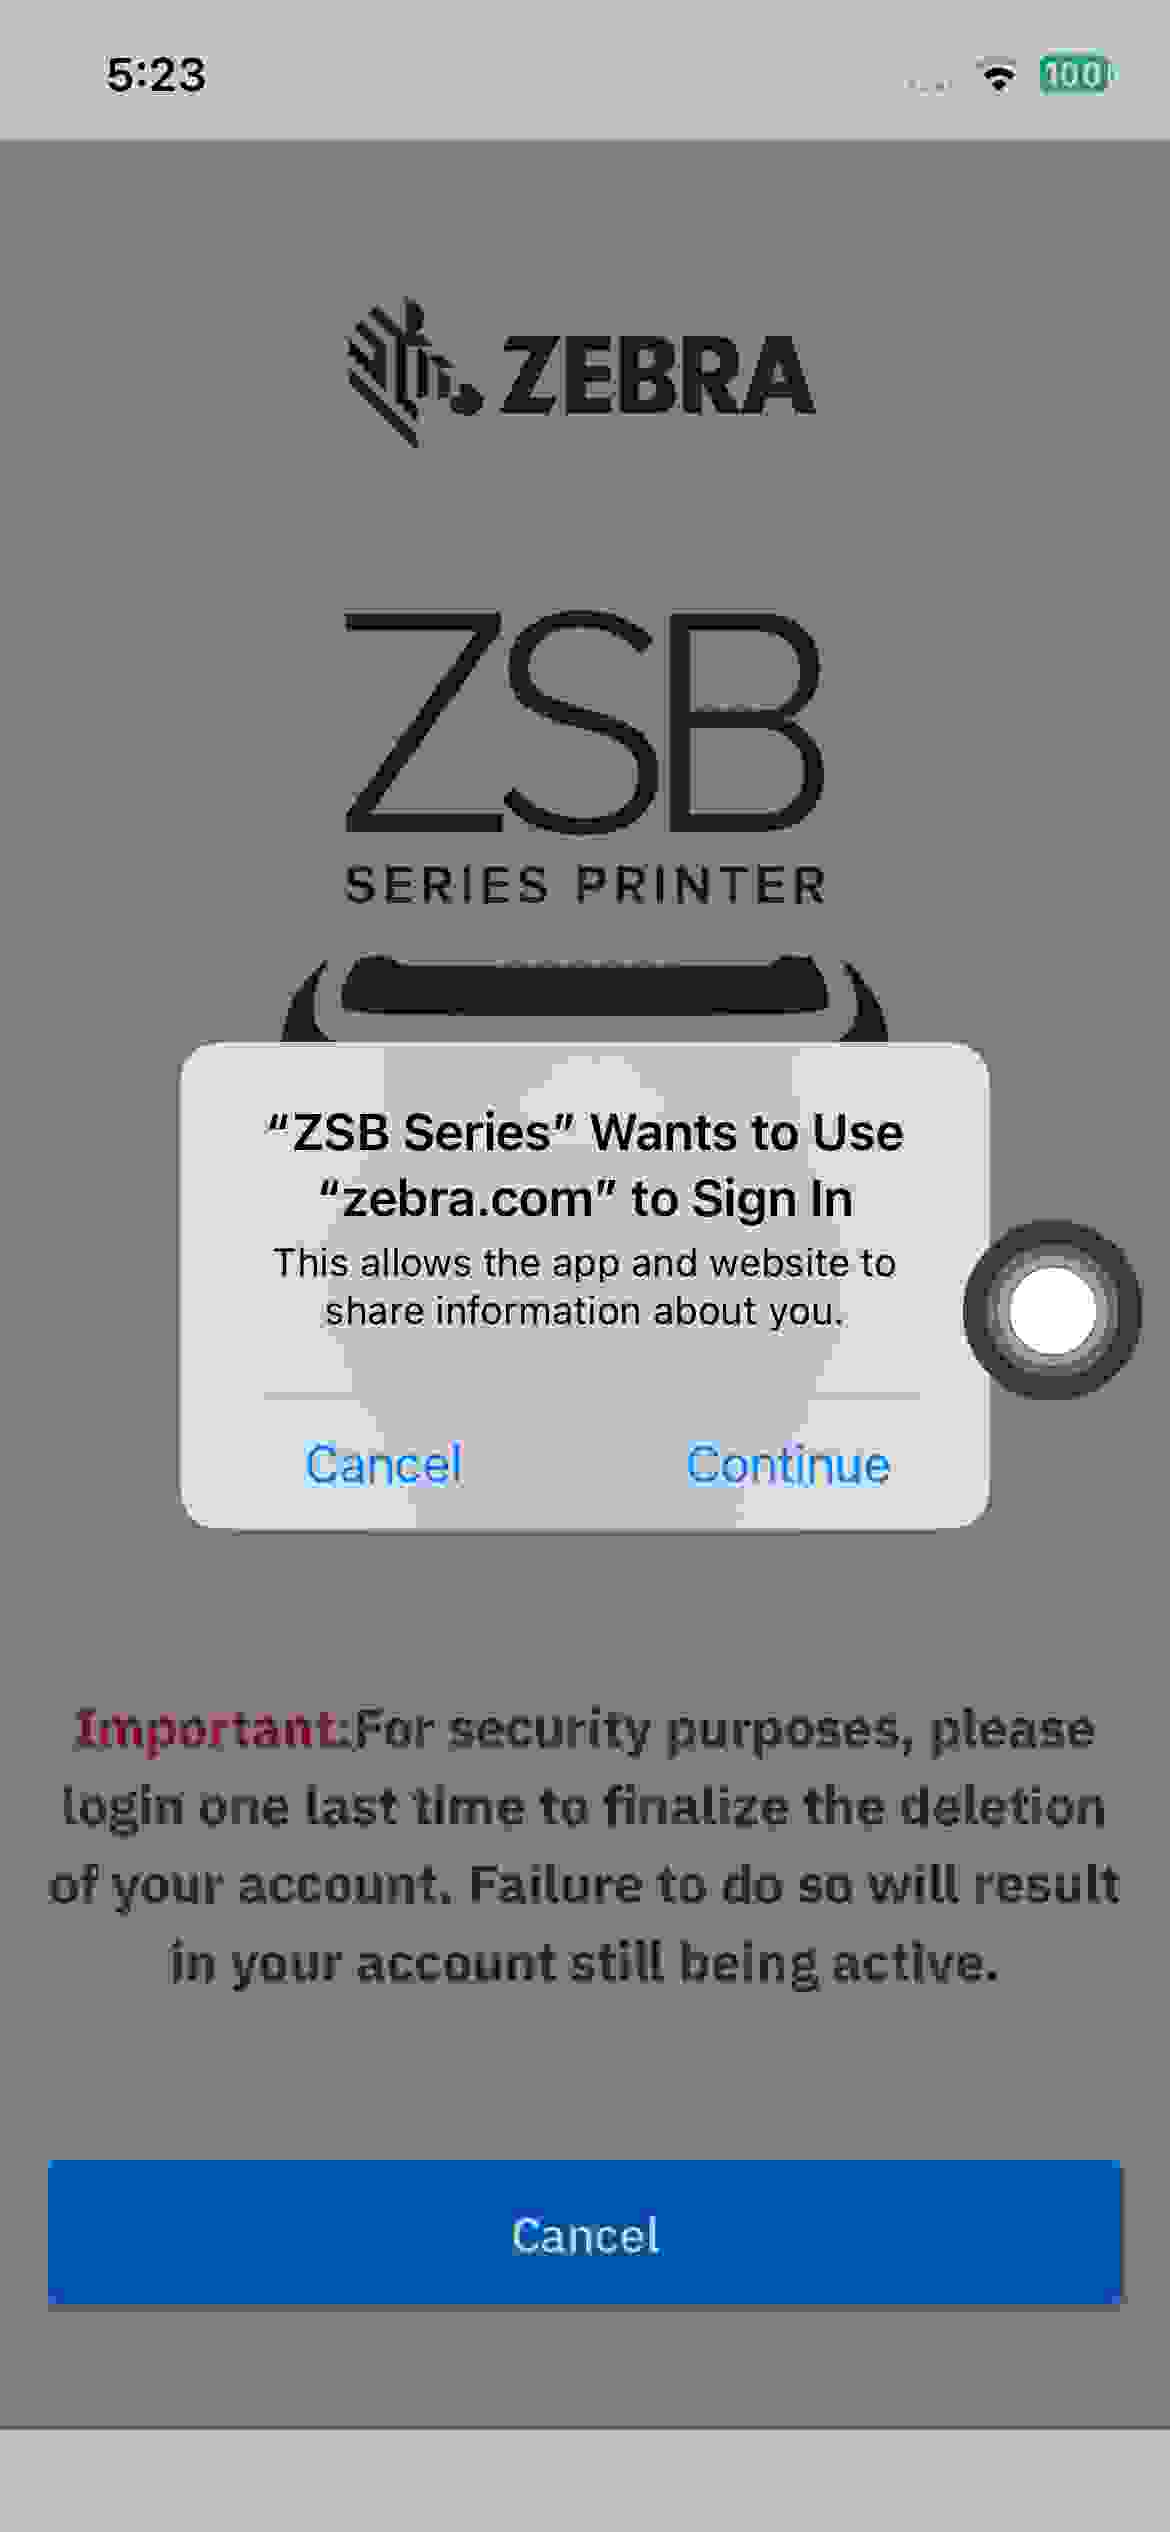 5:23
100
ZEBRA
ZSB
SERIES PRINTER
“ZSB Series” Wants to Use
“zebra.com” to Sign In
This allows the app and website to
share information about you.
Cancel
Continue
Important:For security purposes, please
login one last time to finalize the deletion
of your account. Failure to do so will result
in your account still being active.
Cancel